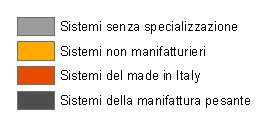 Sistemi senza specializzazione
Sistemi non manifatturieri
Sistemi del made in Italy
Sistemi della manifattura pesante